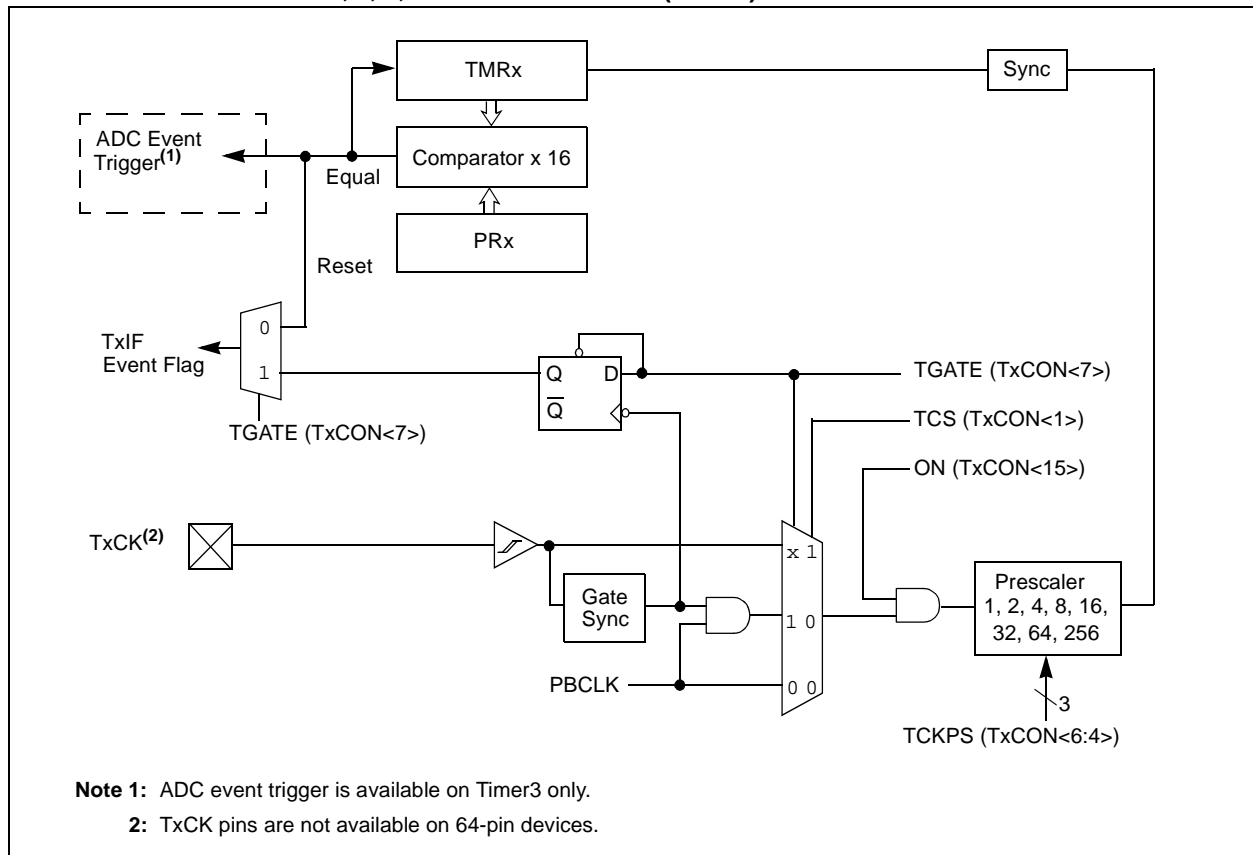 TMRx
Sync
ADC Event
Trigger(1)
Comparator x 16
Equal
PRx
Reset
0
TxIF
Event Flag
1
Q D
Q
TGATE (TxCON<7>)
TCS (TxCON<1>)
TGATE (TxCON<7>)
ON (TxCON<15>)
TxCK(2)
x 1
Prescaler
1, 2, 4, 8, 16,
32, 64, 256
Gate
Sync
1 0
PBCLK
0 0
3
TCKPS (TxCON<6:4>)
Note 1: ADC event trigger is available on Timer3 only.
2: TxCK pins are not available on 64-pin devices.